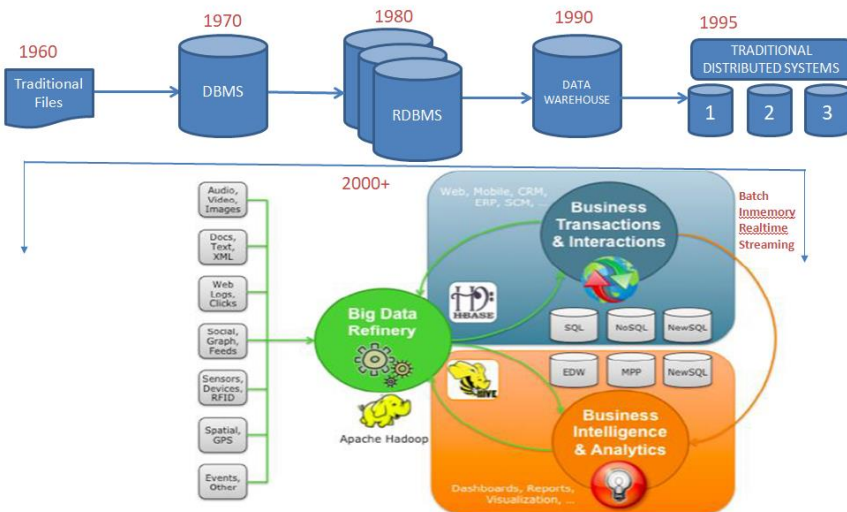 1960
1970
1980
1990
1995
Traditional
Files
DBMS
RDBMS
DATA
WAREHOUSE
TRADITIONAL
DISTRIBUTED SYSTEMS
1
2
3
2000+
Audio,
Video,
Images
Docs,
Text,
XML
Web
Logs,
Clicks
Social,
Graph,
Feeds
Sensors,
Devices,
RFID
Spatial,
GPS
Events,
Other
Big Data
Refinery
Apache Hadoop
Web, Mobile, CRM,
ERP, SCM, ...
Business
Transactions
& Interactions
HBASE
SQL
NoSQL
NewSQL
Batch
Inmemory
Realtime
Streaming
EDW
MPP
NewSQL
HIVE
Business
Intelligence
& Analytics
Dashboards, Reports,
Visualization, ...